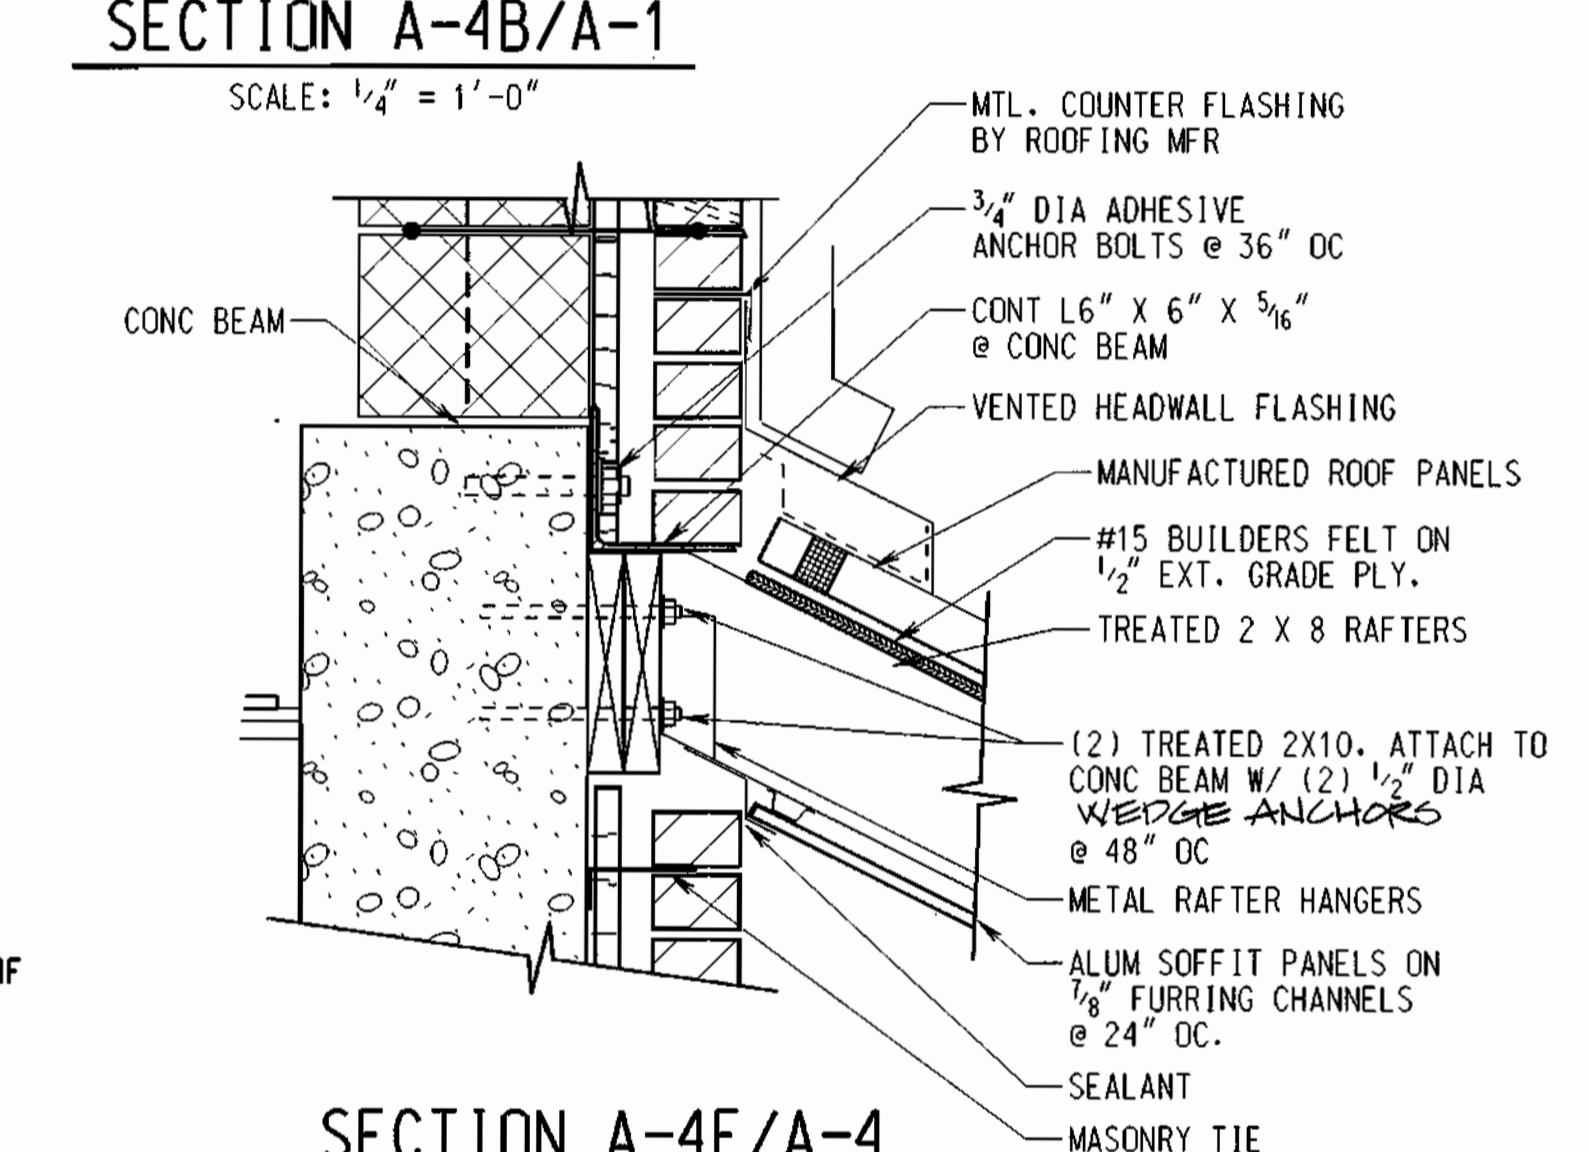 SECTION A-4B/A-1
SCALE: 1/4" = 1'-0"
MTL. COUNTER FLASHING
BY ROOFING MFR
3/4" DIA ADHESIVE
ANCHOR BOLTS @ 36" OC
CONT L6" X 6" X 5/16"
@ CONC BEAM
CONC BEAM
VENTED HEADWALL FLASHING
MANUFACTURED ROOF PANELS
#15 BUILDERS FELT ON
1/2" EXT. GRADE PLY.
TREATED 2 X 8 RAFTERS
(2) TREATED 2X10. ATTACH TO
CONC BEAM W/ (2) 1/2" DIA
WEDGE ANCHORS
@ 48" OC
METAL RAFTER HANGERS
ALUM SOFFIT PANELS ON
7/8" FURRING CHANNELS
@ 24" OC.
SEALANT
MASONRY TIE
SECTION A-4F/A-4